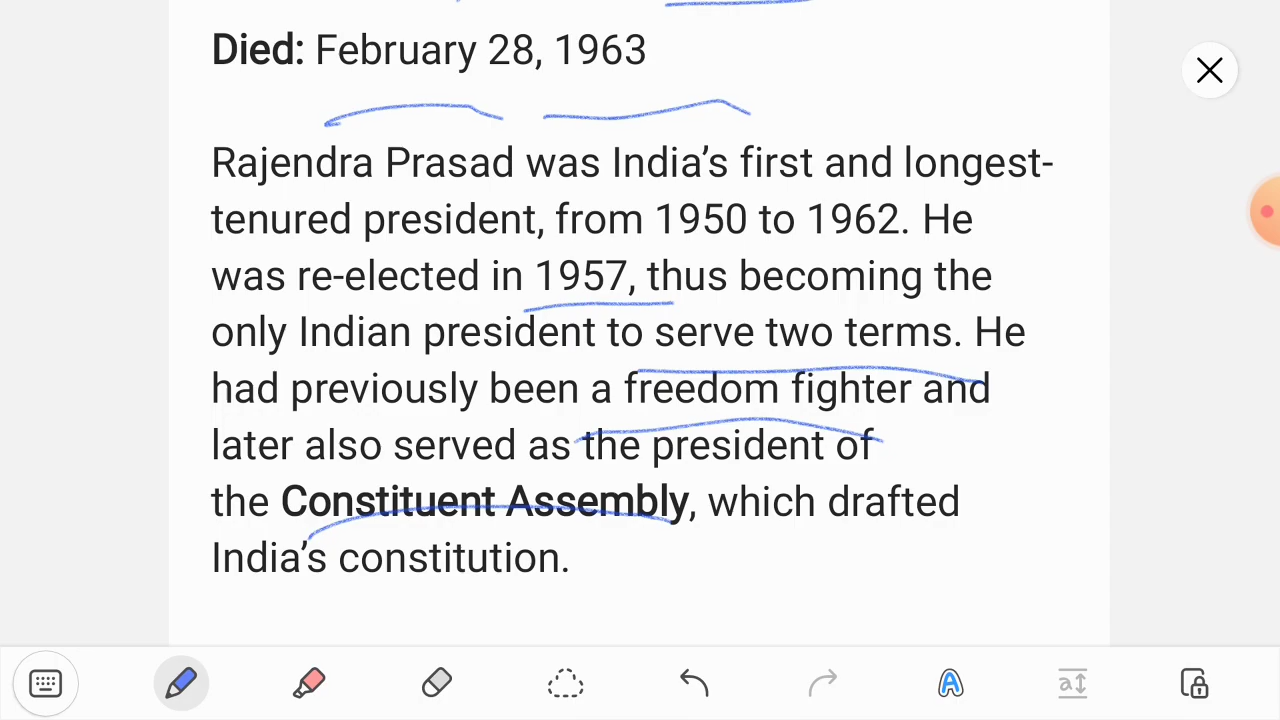 Died: February 28, 1963
Rajendra Prasad was India’s first and longest-
tenured president, from 1950 to 1962. He
was re-elected in 1957, thus becoming the
only Indian president to serve two terms. He
had previously been a freedom fighter and
later also served as the president of
the Constituent Assembly, which drafted
India’s constitution.